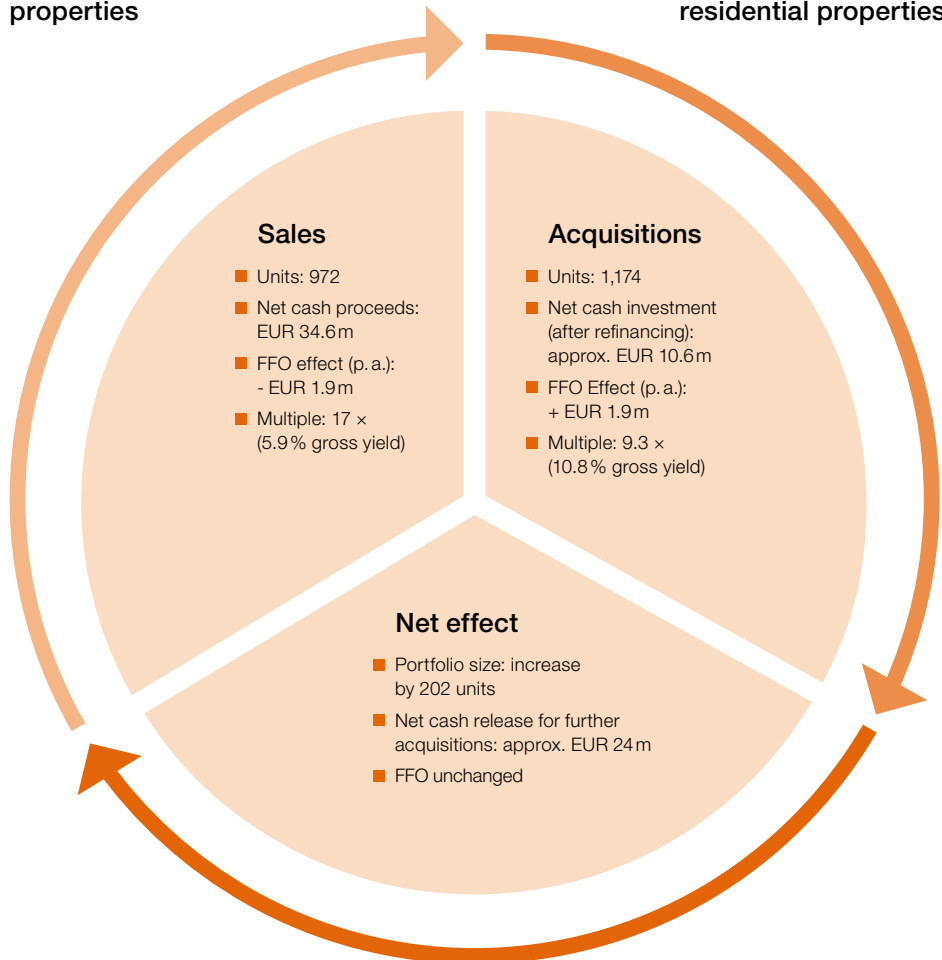 properties
residential properties
Sales
Units: 972
Net cash proceeds:
EUR 34.6 m
FFO effect (p. a.):
- EUR 1.9 m
Multiple: 17 ×
(5.9 % gross yield)
Acquisitions
Units: 1,174
Net cash investment
(after refinancing):
approx. EUR 10.6 m
FFO Effect (p. a.):
+ EUR 1.9 m
Multiple: 9.3 ×
(10.8 % gross yield)
Net effect
Portfolio size: increase
by 202 units
Net cash release for further
acquisitions: approx. EUR 24 m
FFO unchanged